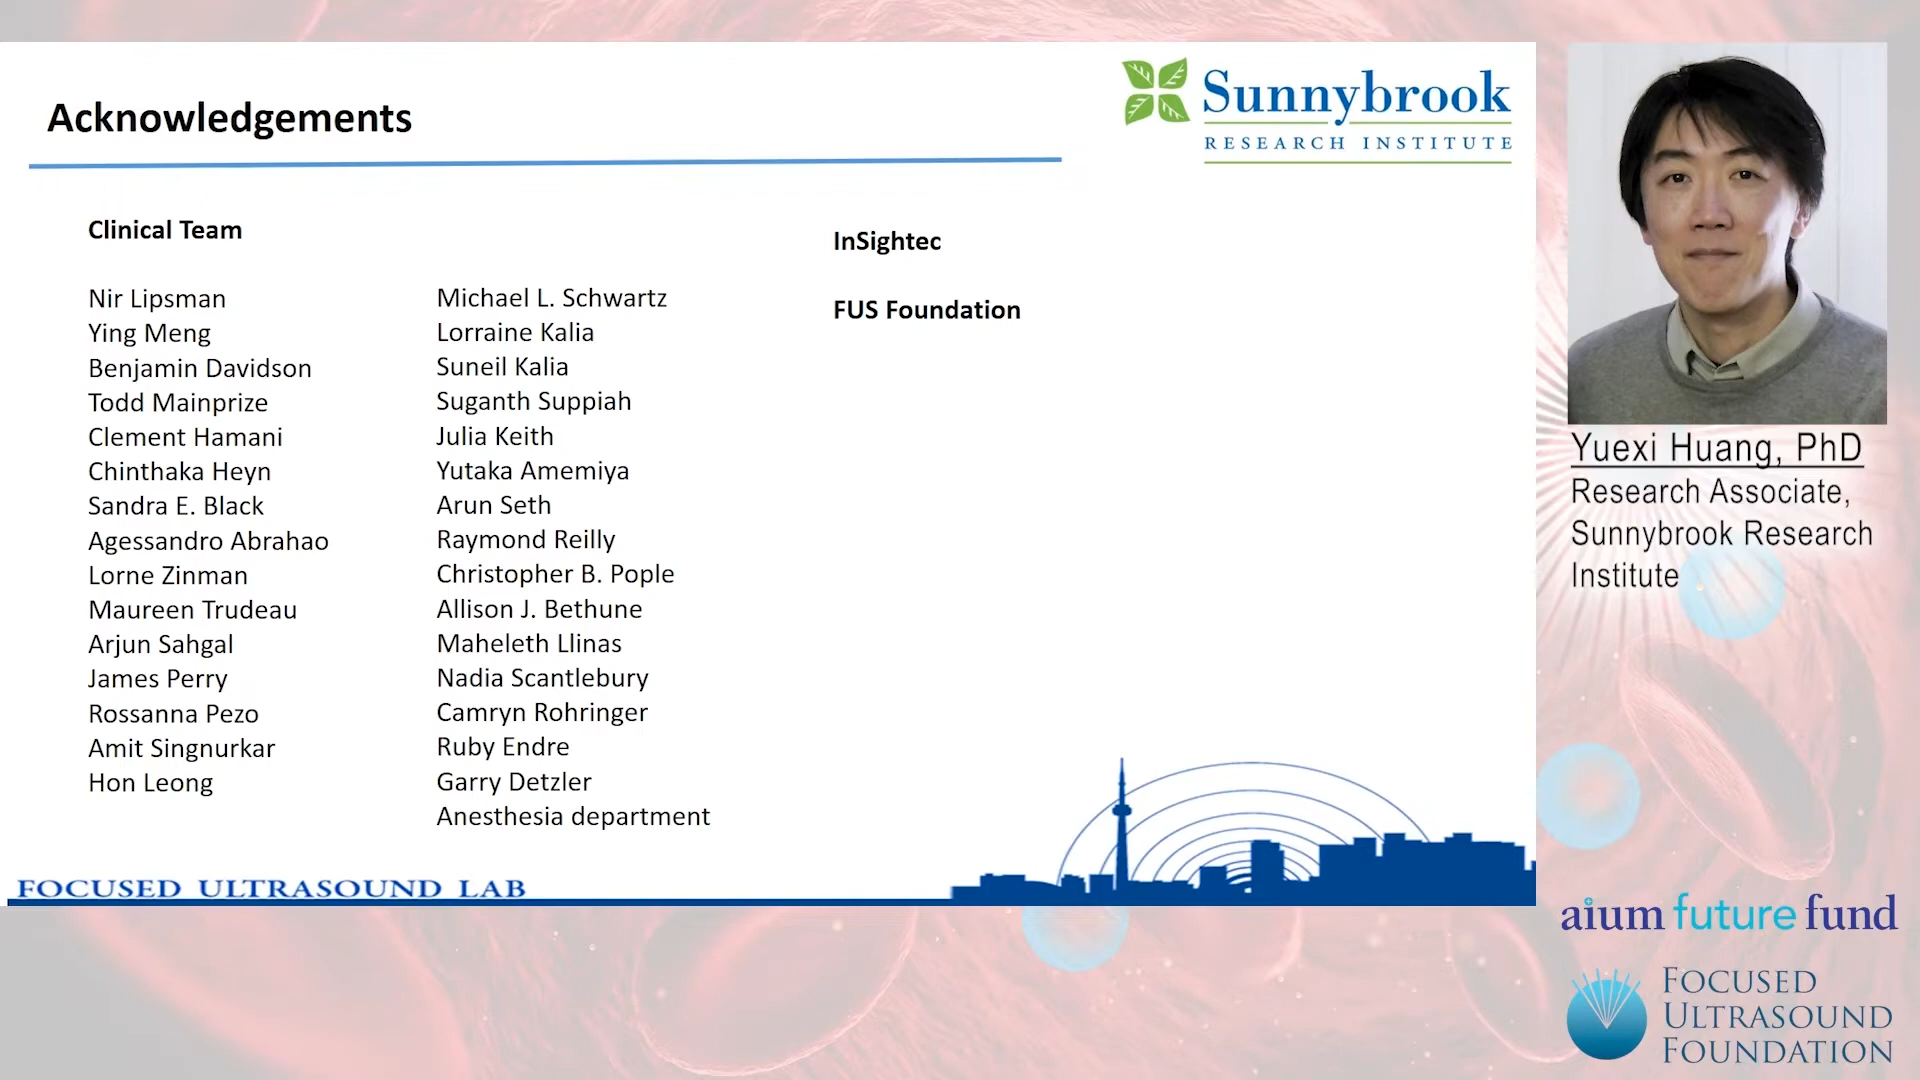 Acknowledgements
Sunnybrook
RESEARCH INSTITUTE
Clinical Team
Nir Lipsman
Ying Meng
Benjamin Davidson
Todd Mainprize
Clement Hamani
Chinthaka Heyn
Sandra E. Black
Agessandro Abrahao
Lorne Zinman
Maureen Trudeau
Arjun Sahgal
James Perry
Rossanna Pezo
Amit Singnurkar
Hon Leong
Michael L. Schwartz
Lorraine Kalia
Suneil Kalia
Suganth Suppiah
Julia Keith
Yutaka Amemiya
Arun Seth
Raymond Reilly
Christopher B. Pople
Allison J. Bethune
Maheleth Llinas
Nadia Scantlebury
Camryn Rohringer
Ruby Endre
Garry Detzler
Anesthesia department
InSightec
FUS Foundation
FOCUSED ULTRASOUND LAB
Yuexi Huang, PhD
Research Associate,
Sunnybrook Research
Institute
aium future fund
FOCUSED
ULTRASOUND
FOUNDATION